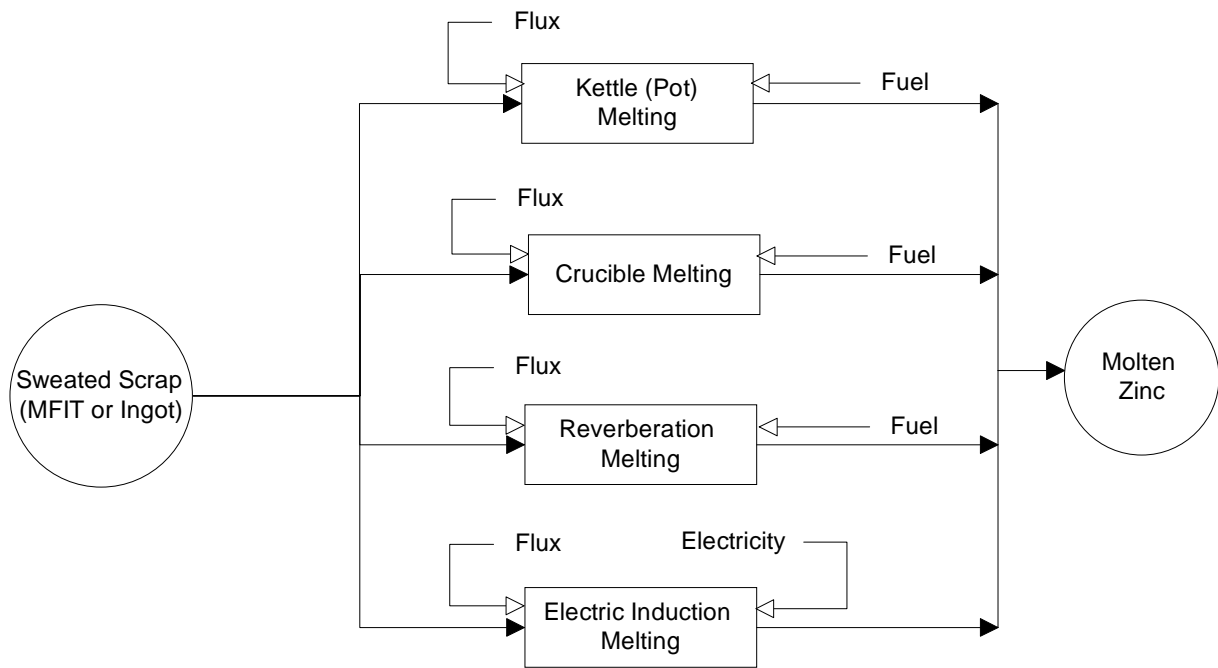 Flux
Kettle (Pot)
Melting
Fuel
Flux
Crucible Melting
Fuel
Sweated Scrap
(MFIT or Ingot)
Flux
Reverberation
Melting
Fuel
Molten
Zinc
Flux
Electricity
Electric Induction
Melting